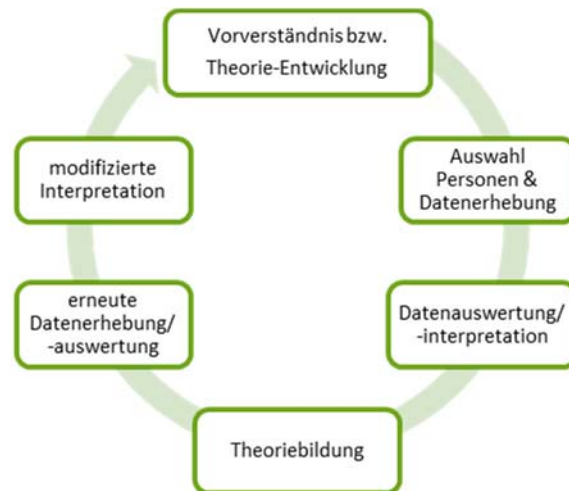 Vorverständnis bzw.
Theorie-Entwicklung
Auswahl
Personen &
Datenerhebung
Datenauswertung/
-interpretation
Theoriebildung
erneute
Datenerhebung/
-auswertung
modifizierte
Interpretation